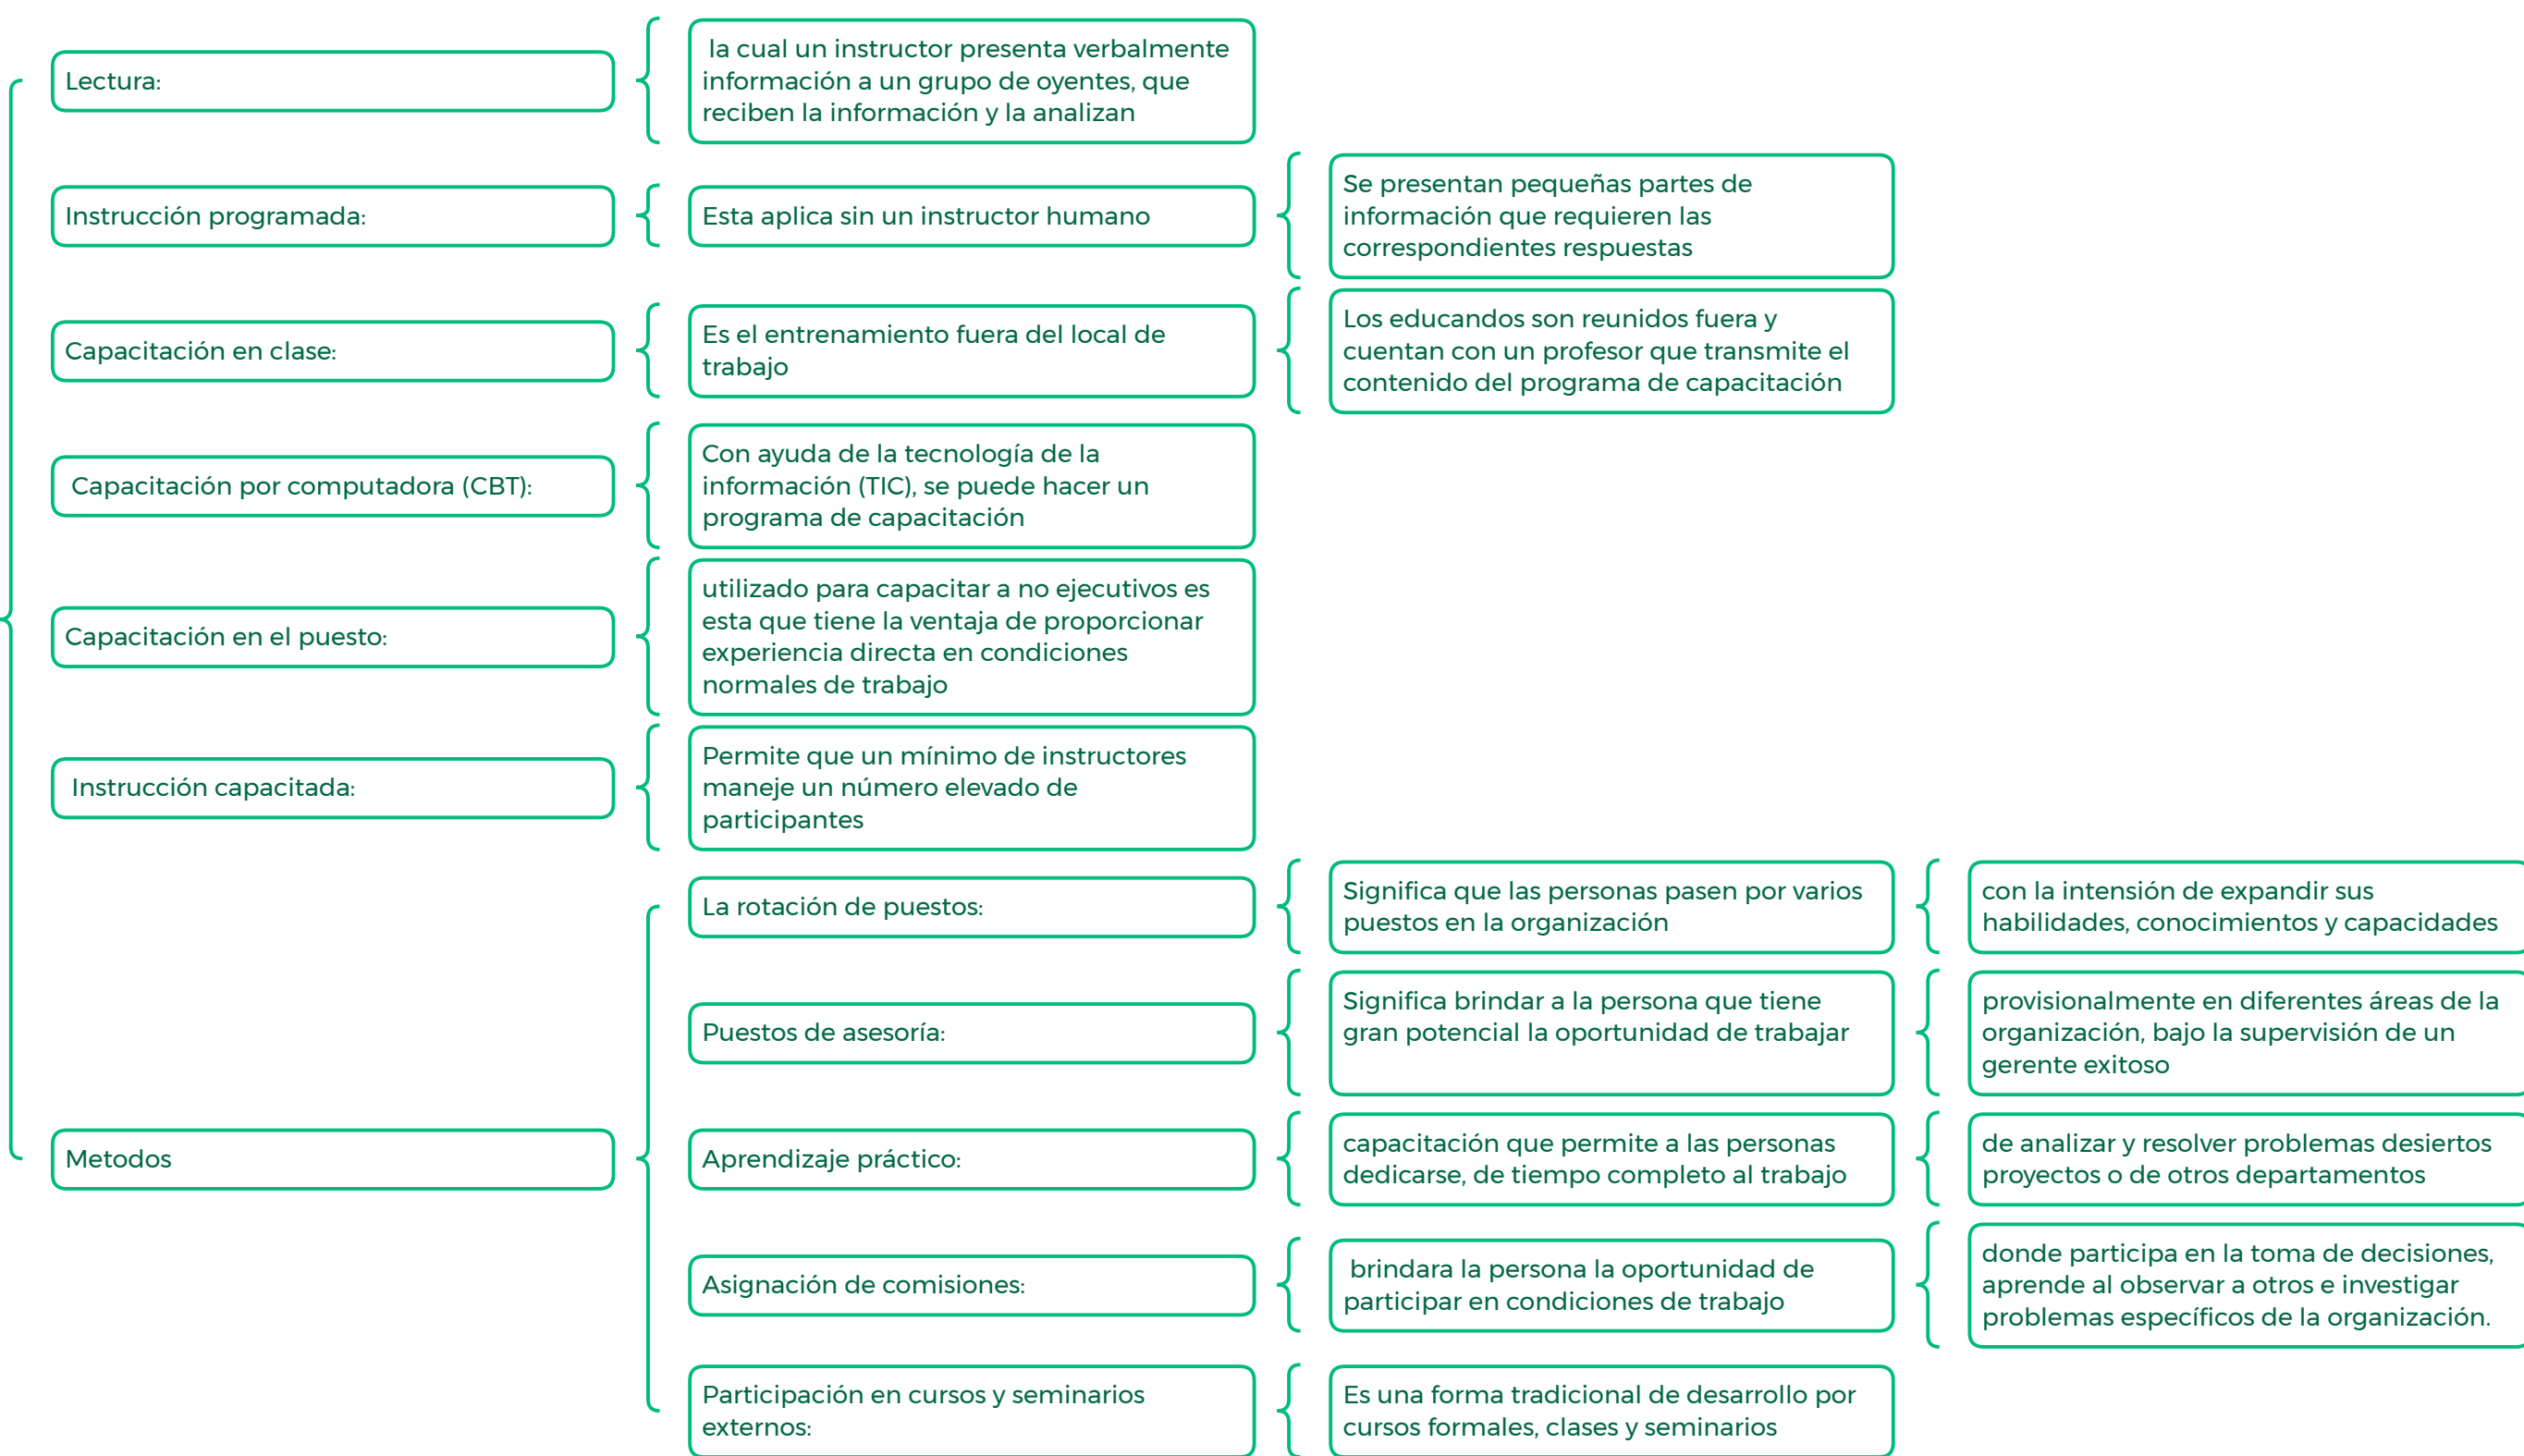 Lectura:
la cual un instructor presenta verbalmente
información a un grupo de oyentes, que
reciben la información y la analizan
Instrucción programada:
Esta aplica sin un instructor humano
Se presentan pequeñas partes de
información que requieren las
correspondientes respuestas
Capacitación en clase:
Es el entrenamiento fuera del local de
trabajo
Los educandos son reunidos fuera y
cuentan con un profesor que transmite el
contenido del programa de capacitación
Capacitación por computadora (CBT):
Con ayuda de la tecnología de la
información (TIC), se puede hacer un
programa de capacitación
Capacitación en el puesto:
utilizado para capacitar a no ejecutivos es
esta que tiene la ventaja de proporcionar
experiencia directa en condiciones
normales de trabajo
Instrucción capacitada:
Permite que un mínimo de instructores
maneje un número elevado de
participantes
Metodos
La rotación de puestos:
Significa que las personas pasen por varios
puestos en la organización
con la intensión de expandir sus
habilidades, conocimientos y capacidades
Puestos de asesoría:
Significa brindar a la persona que tiene
gran potencial la oportunidad de trabajar
provisionalmente en diferentes áreas de la
organización, bajo la supervisión de un
gerente exitoso
Aprendizaje práctico:
capacitación que permite a las personas
dedicarse, de tiempo completo al trabajo
de analizar y resolver problemas desiertos
proyectos o de otros departamentos
Asignación de comisiones:
brindara la persona la oportunidad de
participar en condiciones de trabajo
donde participa en la toma de decisiones,
aprende al observar a otros e investigar
problemas específicos de la organización.
Participación en cursos y seminarios
externos:
Es una forma tradicional de desarrollo por
cursos formales, clases y seminarios